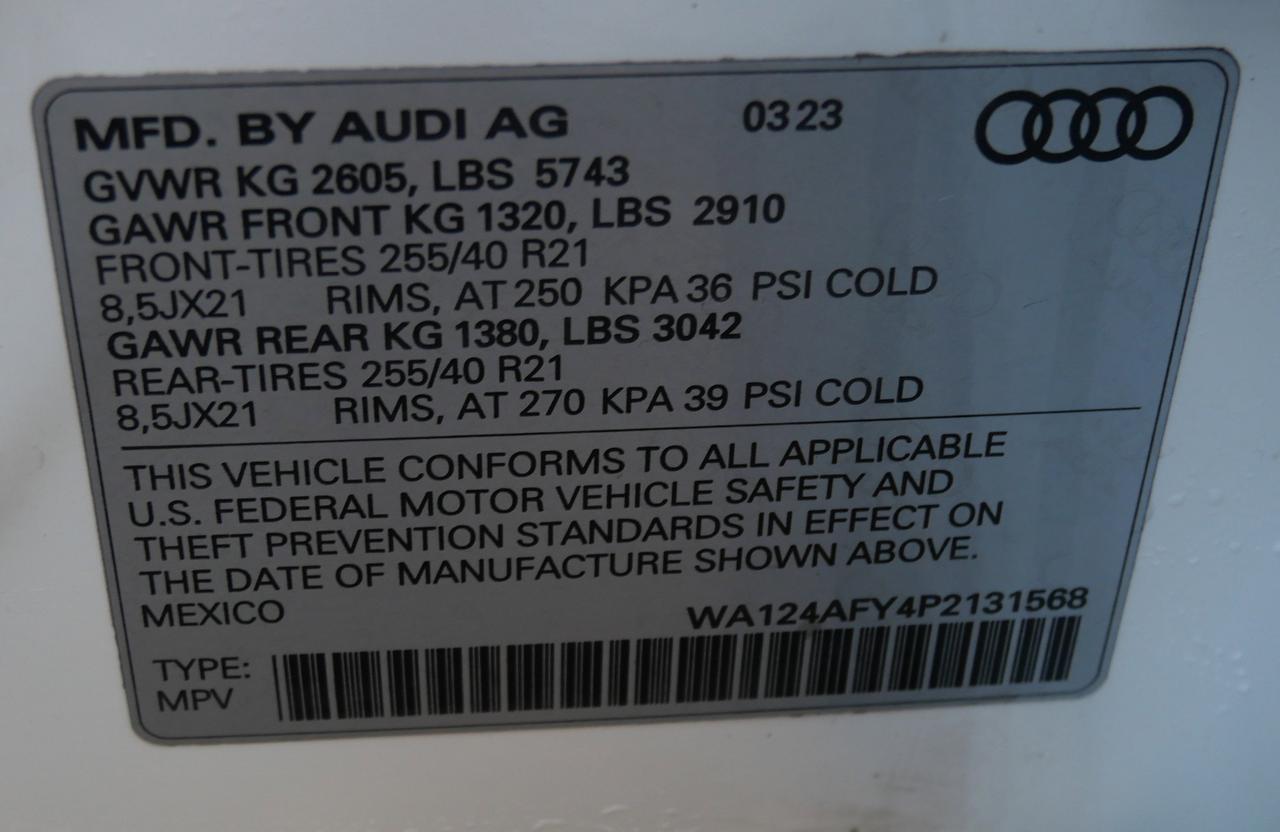 MFD. BY AUDI AG 03 23
GVWR KG 2605, LBS 5743
GAWR FRONT KG 1320, LBS 2910
FRONT-TIRES 255/40 R21
8,5JX21 RIMS, AT 250 KPA 36 PSI COLD
GAWR REAR KG 1380, LBS 3042
REAR-TIRES 255/40 R21
8,5JX21 RIMS, AT 270 KPA 39 PSI COLD
THIS VEHICLE CONFORMS TO ALL APPLICABLE
U.S. FEDERAL MOTOR VEHICLE SAFETY AND
THEFT PREVENTION STANDARDS IN EFFECT ON
THE DATE OF MANUFACTURE SHOWN ABOVE.
MEXICO WA124AFY4P2131568
TYPE:
MPV